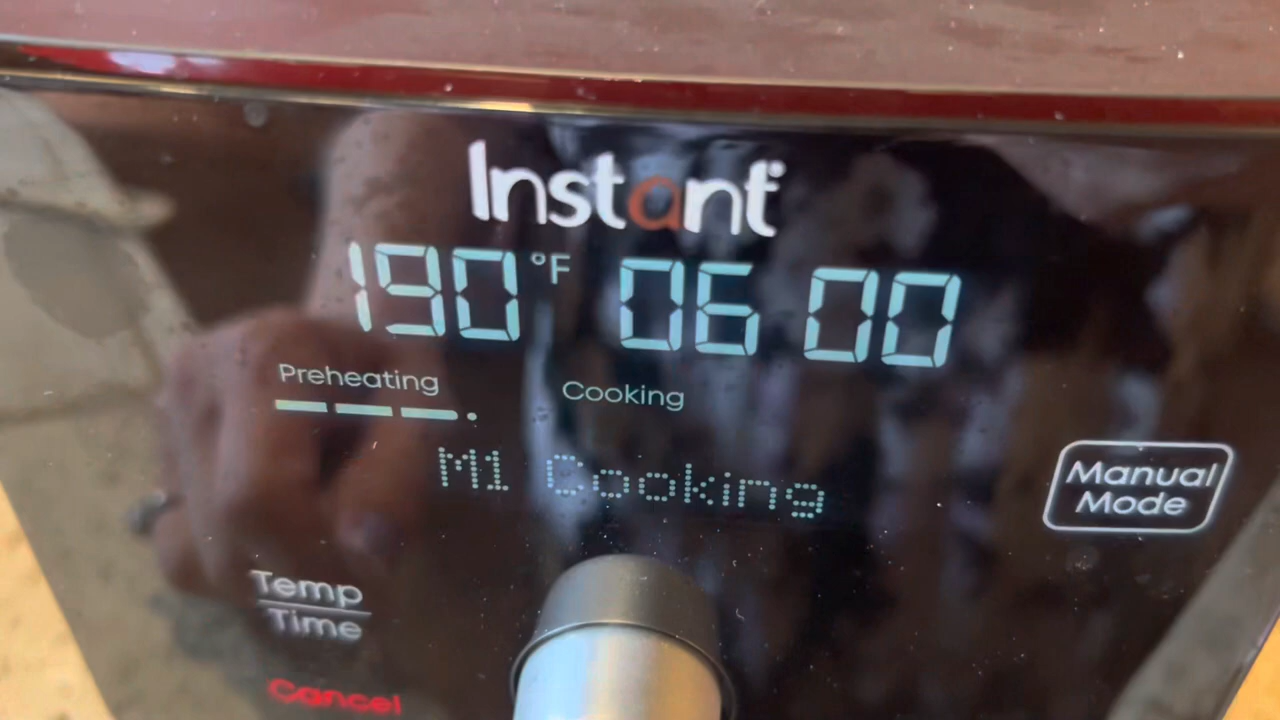 Instant
190 °F 06 00
Preheating Cooking
M1 Cooking
Manual
Mode
Temp
Time
Cancel